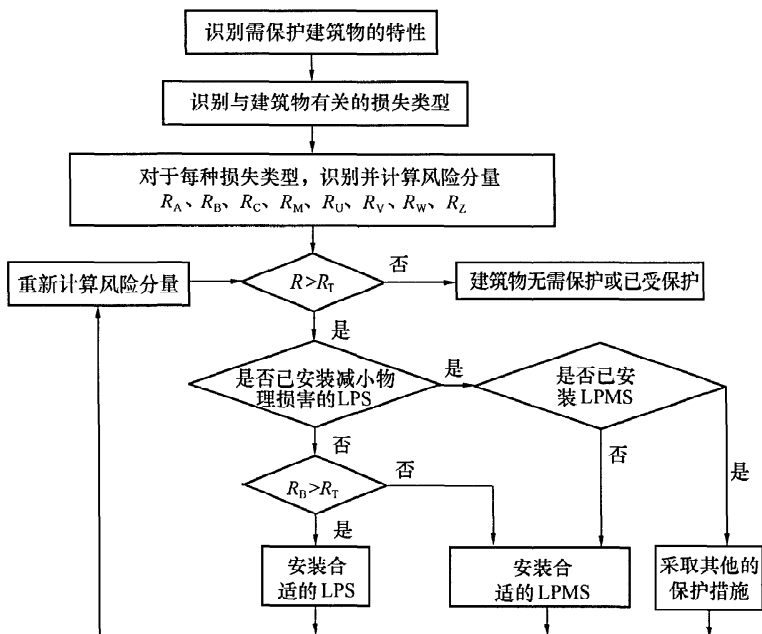 识别需保护建筑物的特性
识别与建筑物有关的损失类型
对于每种损失类型，识别并计算风险分量
R_A、R_B、R_C、R_M、R_U、R_V、R_W、R_Z
重新计算风险分量
R>R_T
否
建筑物无需保护或已受保护
是
是否已安装减小物
理损害的LPS
是
是否已安
装LPMS
否
R_B>R_T
否
否
是
是
安装合
适的LPS
安装合
适的LPMS
采取其他的
保护措施